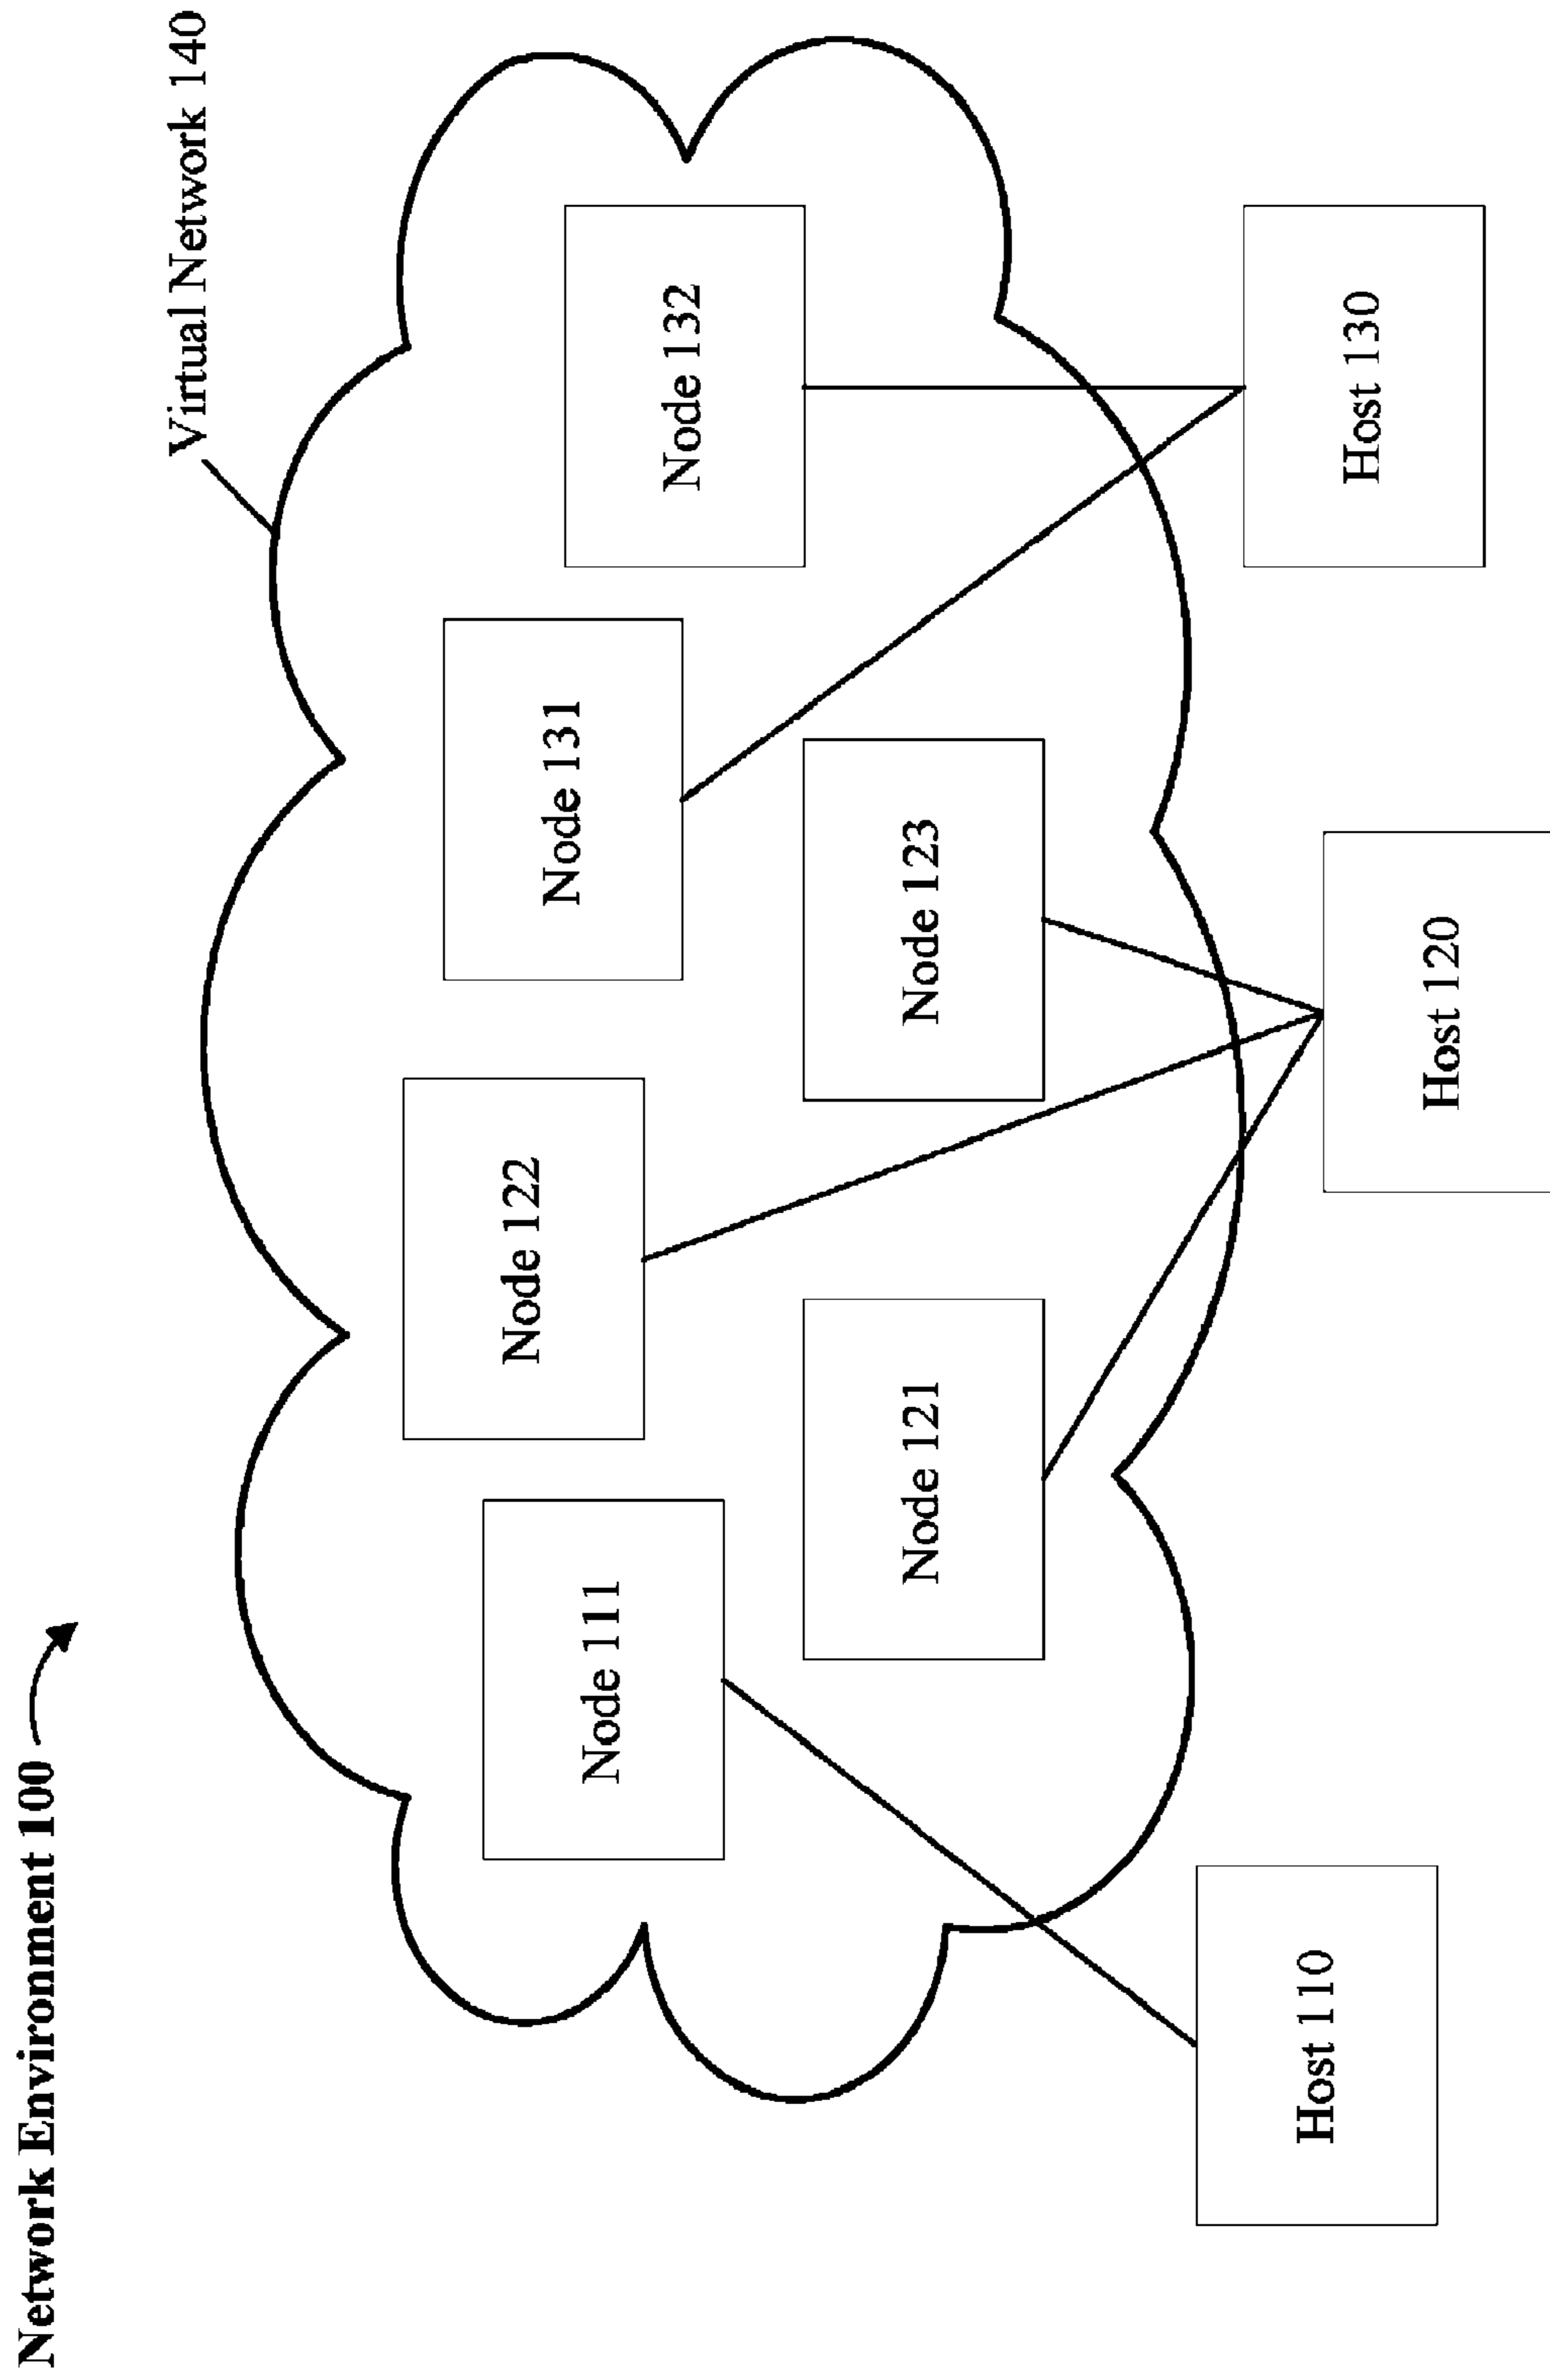 Network Environment 100
Virtual Network 140
Node 122
Node 131
Node 111
Node 132
Node 121
Node 123
Host 110
Host 120
Host 130